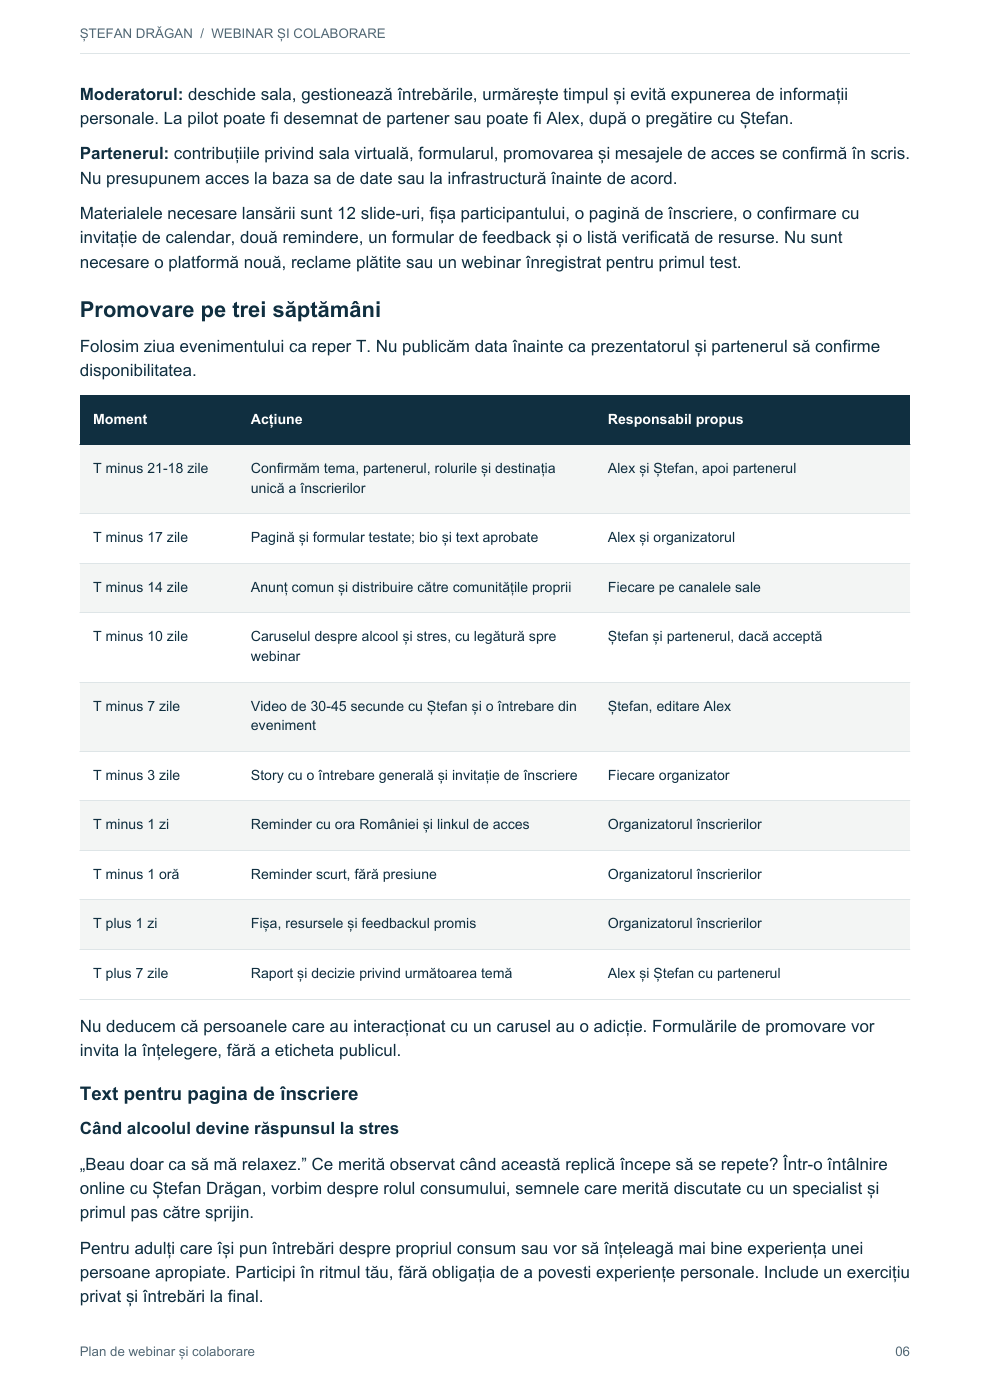 ȘTEFAN DRĂGAN / WEBINAR ȘI COLABORARE
Moderatorul: deschide sala, gestionează întrebările, urmărește timpul și evită expunerea de informații
personale. La pilot poate fi desemnat de partener sau poate fi Alex, după o pregătire cu Ștefan.
Partenerul: contribuțiile privind sala virtuală, formularul, promovarea și mesajele de acces se confirmă în scris.
Nu presupunem acces la baza sa de date sau la infrastructură înainte de acord.
Materialele necesare lansării sunt 12 slide-uri, fișa participantului, o pagină de înscriere, o confirmare cu
invitație de calendar, două remindere, un formular de feedback și o listă verificată de resurse. Nu sunt
necesare o platformă nouă, reclame plătite sau un webinar înregistrat pentru primul test.
Promovare pe trei săptămâni
Folosim ziua evenimentului ca reper T. Nu publicăm data înainte ca prezentatorul și partenerul să confirme
disponibilitatea.
Moment Acțiune Responsabil propus
T minus 21-18 zile Confirmăm tema, partenerul, rolurile și destinația Alex și Ștefan, apoi partenerul
unică a înscrierilor
T minus 17 zile Pagină și formular testate; bio și text aprobate Alex și organizatorul
T minus 14 zile Anunț comun și distribuire către comunitățile proprii Fiecare pe canalele sale
T minus 10 zile Caruselul despre alcool și stres, cu legătură spre Ștefan și partenerul, dacă acceptă
webinar
T minus 7 zile Video de 30-45 secunde cu Ștefan și o întrebare din Ștefan, editare Alex
eveniment
T minus 3 zile Story cu o întrebare generală și invitație de înscriere Fiecare organizator
T minus 1 zi Reminder cu ora României și linkul de acces Organizatorul înscrierilor
T minus 1 oră Reminder scurt, fără presiune Organizatorul înscrierilor
T plus 1 zi Fișa, resursele și feedbackul promis Organizatorul înscrierilor
T plus 7 zile Raport și decizie privind următoarea temă Alex și Ștefan cu partenerul
Nu deducem că persoanele care au interacționat cu un carusel au o adicție. Formulările de promovare vor
invita la înțelegere, fără a eticheta publicul.
Text pentru pagina de înscriere
Când alcoolul devine răspunsul la stres
„Beau doar ca să mă relaxez.” Ce merită observat când această replică începe să se repete? Într-o întâlnire
online cu Ștefan Drăgan, vorbim despre rolul consumului, semnele care merită discutate cu un specialist și
primul pas către sprijin.
Pentru adulți care își pun întrebări despre propriul consum sau vor să înțeleagă mai bine experiența unei
persoane apropiate. Participi în ritmul tău, fără obligația de a povesti experiențe personale. Include un exercițiu
privat și întrebări la final.
Plan de webinar și colaborare 06